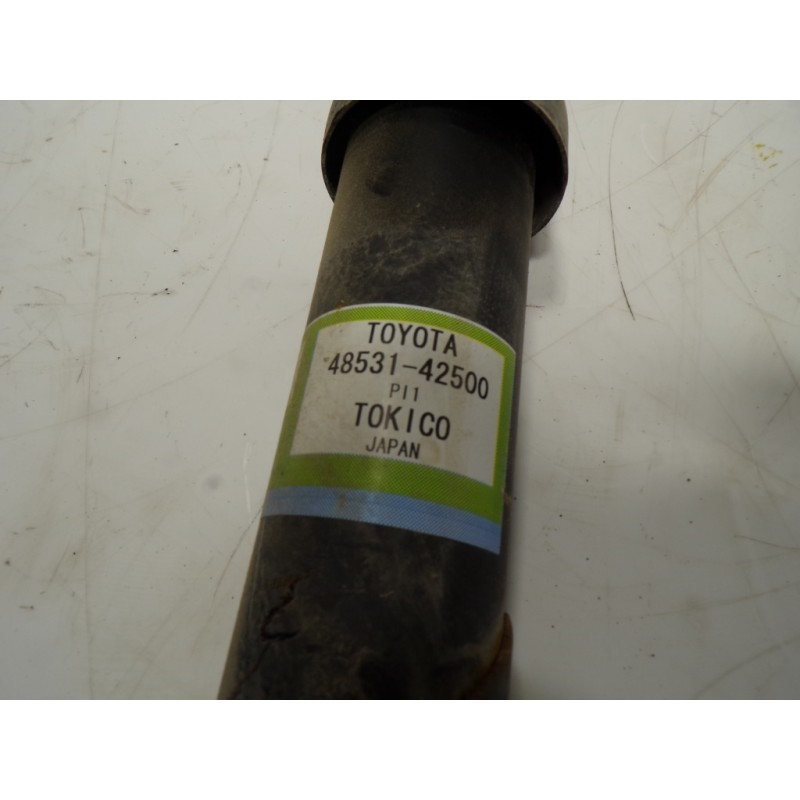 TOYOTA
48531-42500
PI1
TOKICO
JAPAN